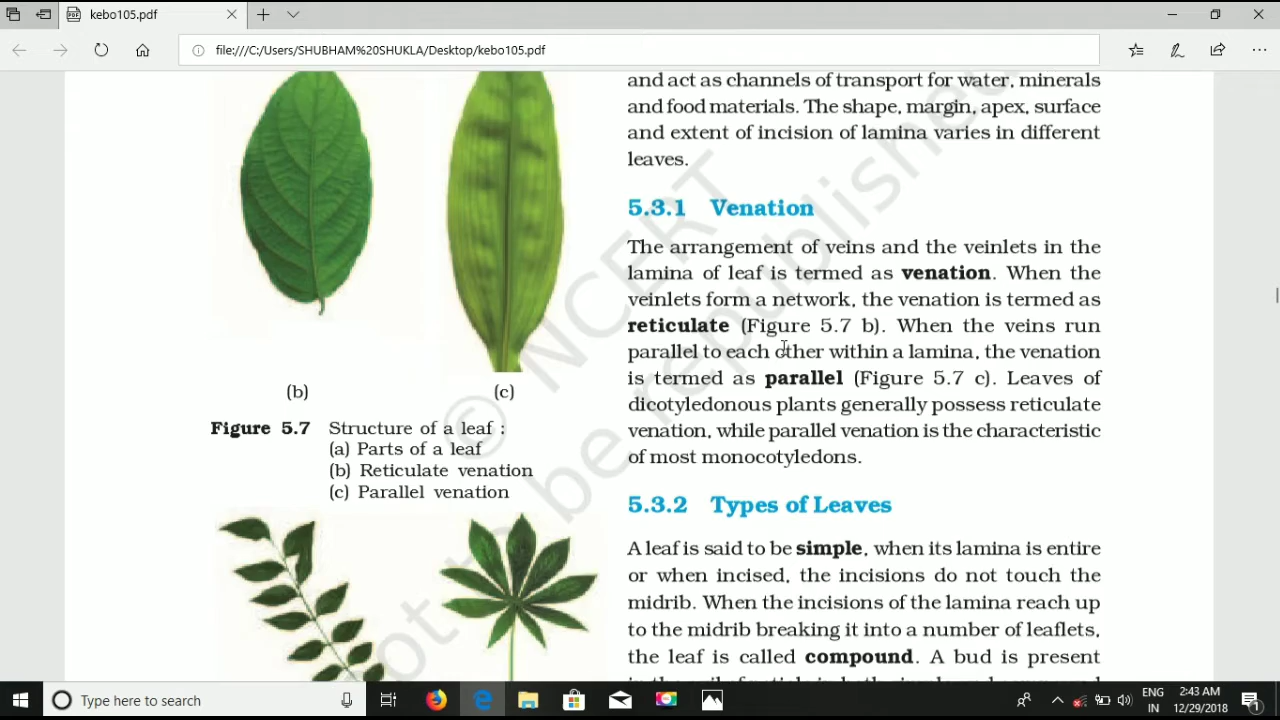 kebo105.pdf
file:///C:/Users/SHUBHAM%20SHUKLA/Desktop/kebo105.pdf
(b)
(c)
Figure 5.7 Structure of a leaf :
(a) Parts of a leaf
(b) Reticulate venation
(c) Parallel venation
and act as channels of transport for water, minerals
and food materials. The shape, margin, apex, surface
and extent of incision of lamina varies in different
leaves.
5.3.1 Venation
The arrangement of veins and the veinlets in the
lamina of leaf is termed as venation. When the
veinlets form a network, the venation is termed as
reticulate (Figure 5.7 b). When the veins run
parallel to each other within a lamina, the venation
is termed as parallel (Figure 5.7 c). Leaves of
dicotyledonous plants generally possess reticulate
venation, while parallel venation is the characteristic
of most monocotyledons.
5.3.2 Types of Leaves
A leaf is said to be simple, when its lamina is entire
or when incised, the incisions do not touch the
midrib. When the incisions of the lamina reach up
to the midrib breaking it into a number of leaflets,
the leaf is called compound. A bud is present
© NCERT
not to be republished
Type here to search
ENG
IN
2:43 AM
12/29/2018
1